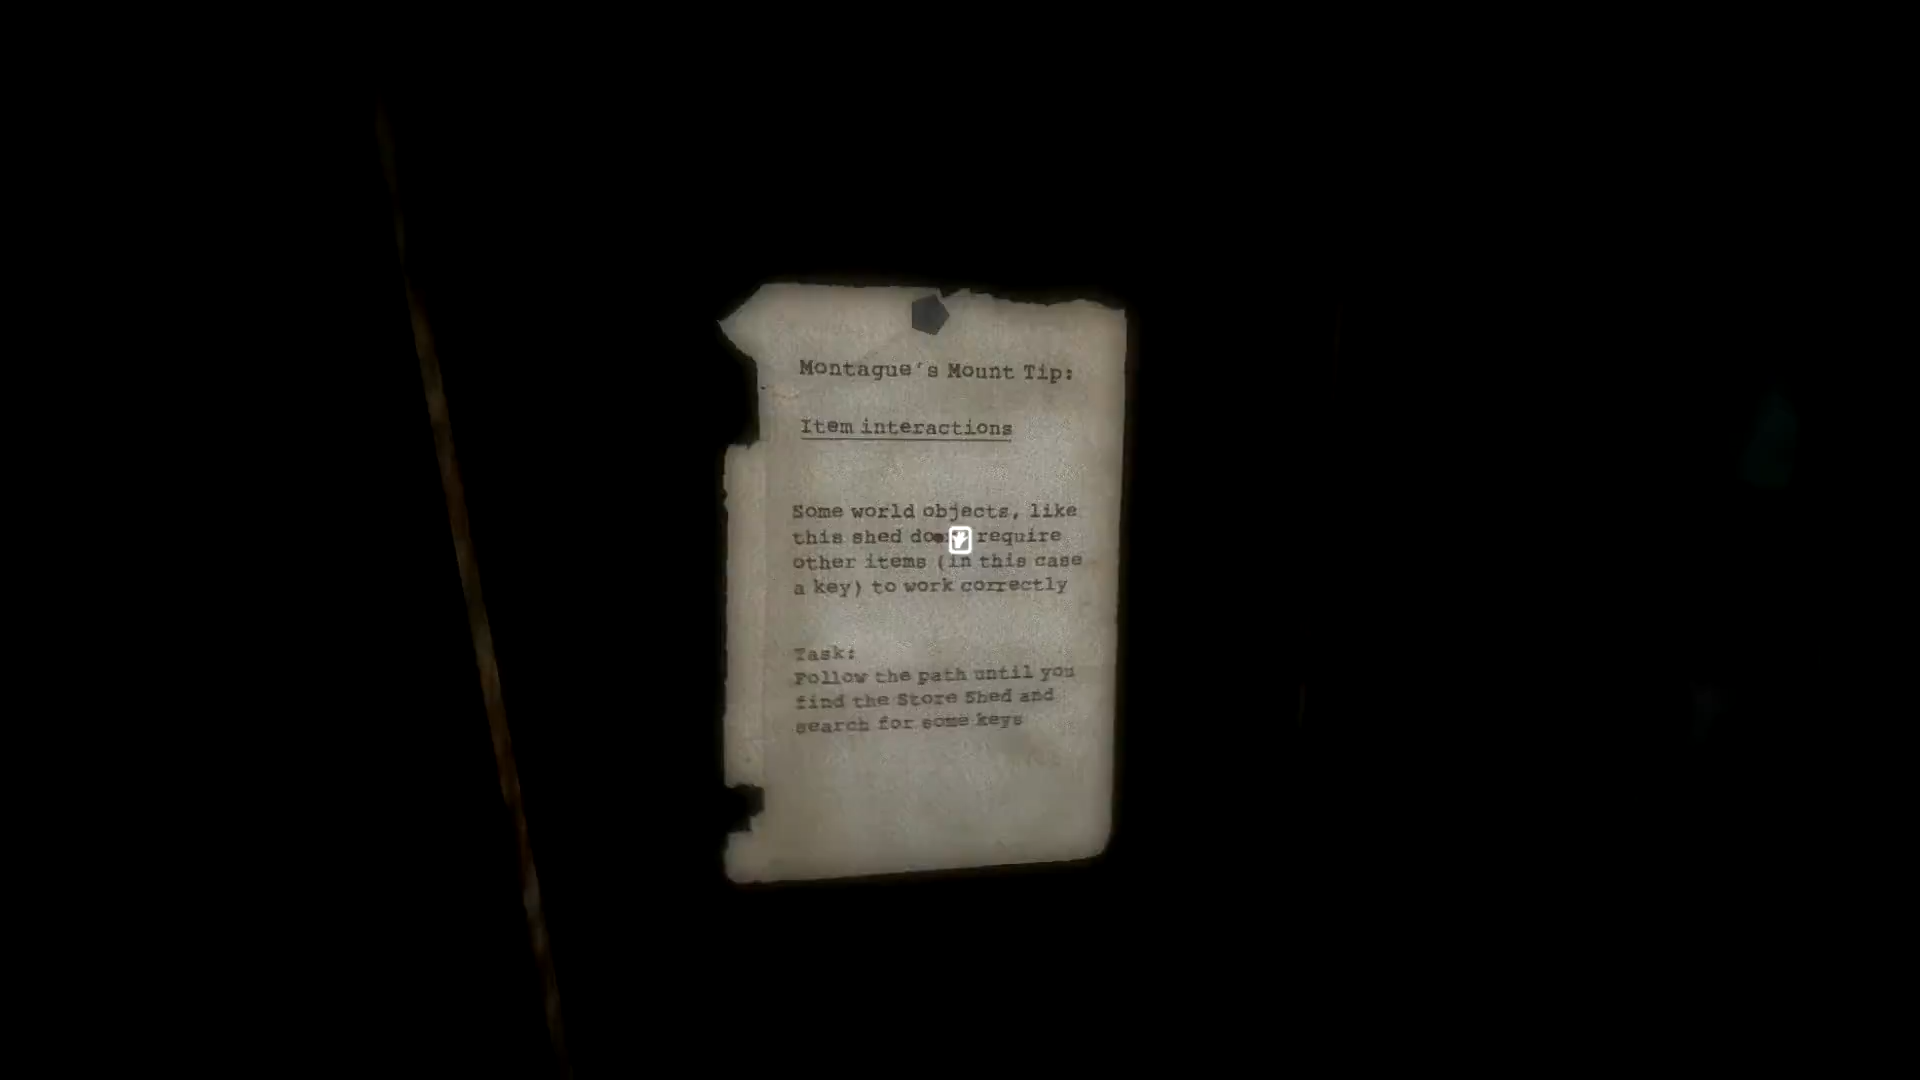 Montague's Mount Tip:
Item interactions
Some world objects, like
this shed door require
other items (in this case
a key) to work correctly
Task:
Follow the path until you
find the Store Shed and
search for some keys